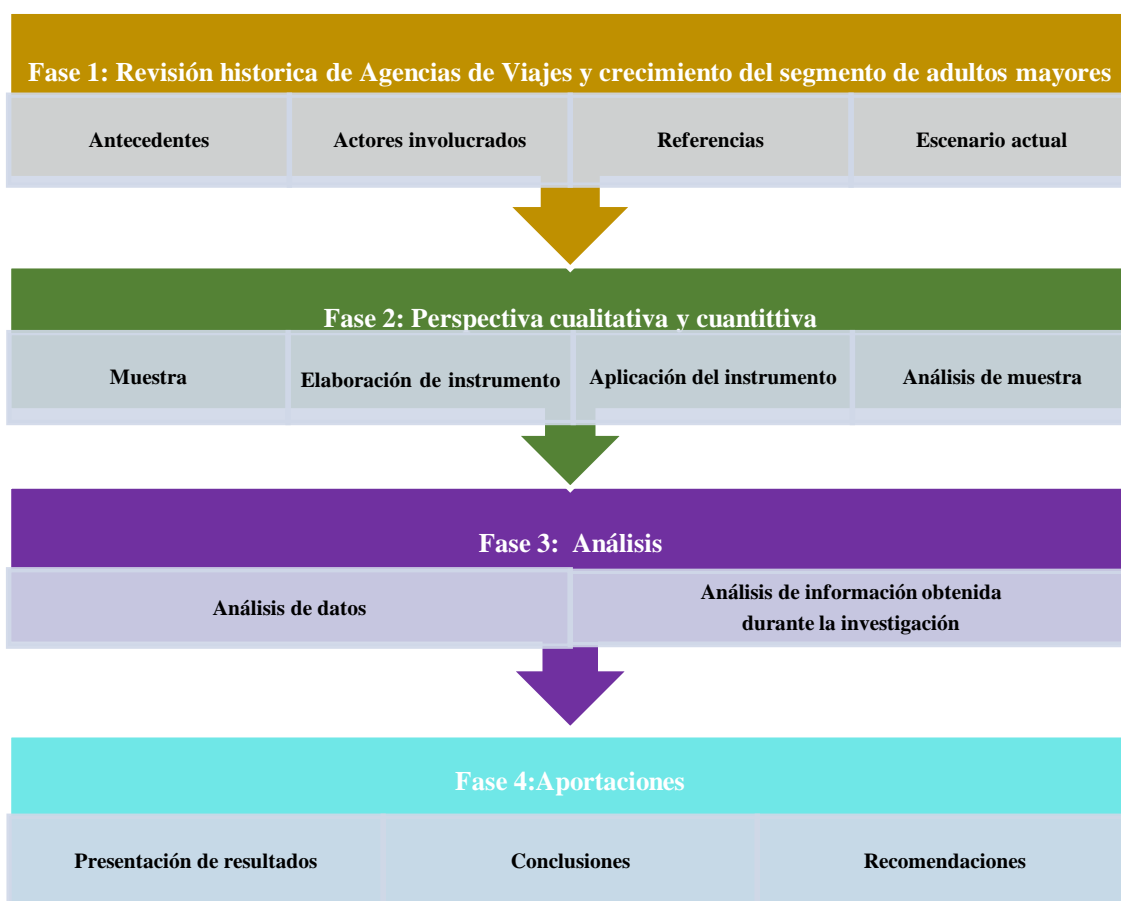 Fase 1: Revisión historica de Agencias de Viajes y crecimiento del segmento de adultos mayores
Antecedentes
Actores involucrados
Referencias
Escenario actual
Fase 2: Perspectiva cualitativa y cuantittiva
Muestra
Elaboración de instrumento
Aplicación del instrumento
Análisis de muestra
Fase 3: Análisis
Análisis de datos
Análisis de información obtenida
durante la investigación
Fase 4:Aportaciones
Presentación de resultados
Conclusiones
Recomendaciones